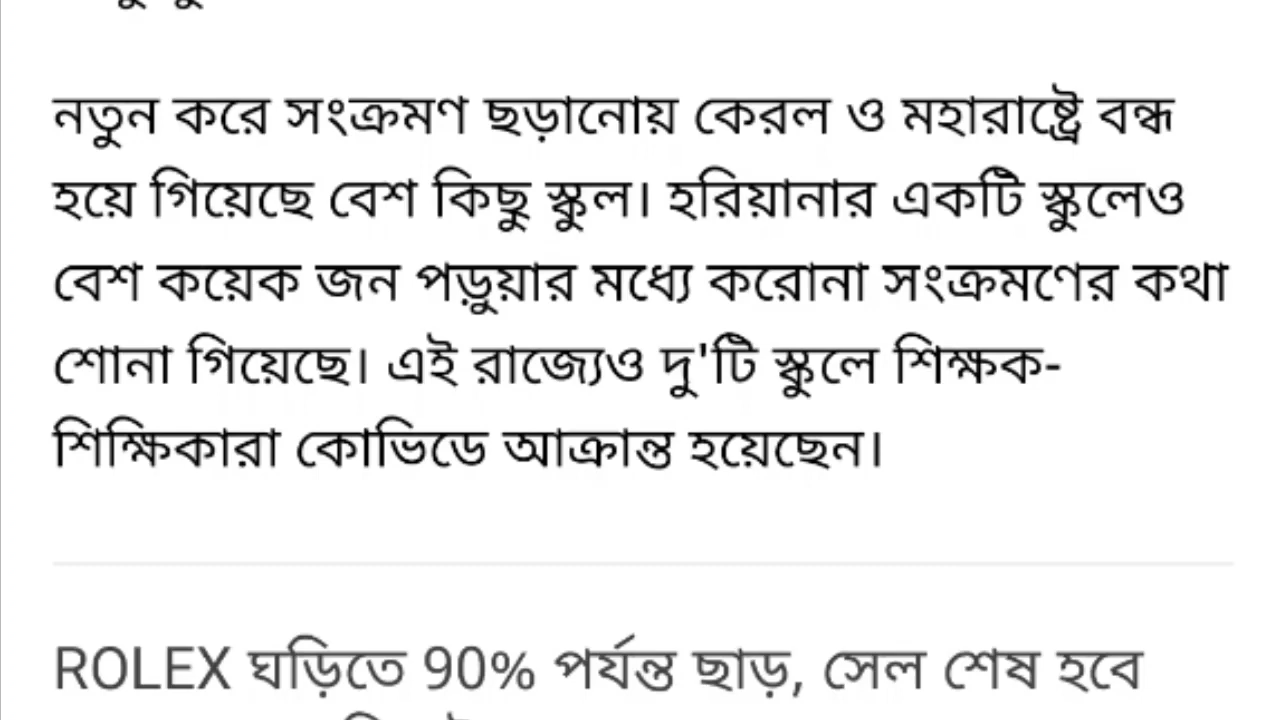 নতুন করে সংক্রমণ ছড়ানোয় কেরল ও মহারাষ্ট্রে বন্ধ
হয়ে গিয়েছে বেশ কিছু স্কুল। হরিয়ানার একটি স্কুলেও
বেশ কয়েক জন পড়ুয়ার মধ্যে করোনা সংক্রমণের কথা
শোনা গিয়েছে। এই রাজ্যেও দু'টি স্কুলে শিক্ষক-
শিক্ষিকারা কোভিডে আক্রান্ত হয়েছেন।
ROLEX ঘড়িতে 90% পর্যন্ত ছাড়, সেল শেষ হবে